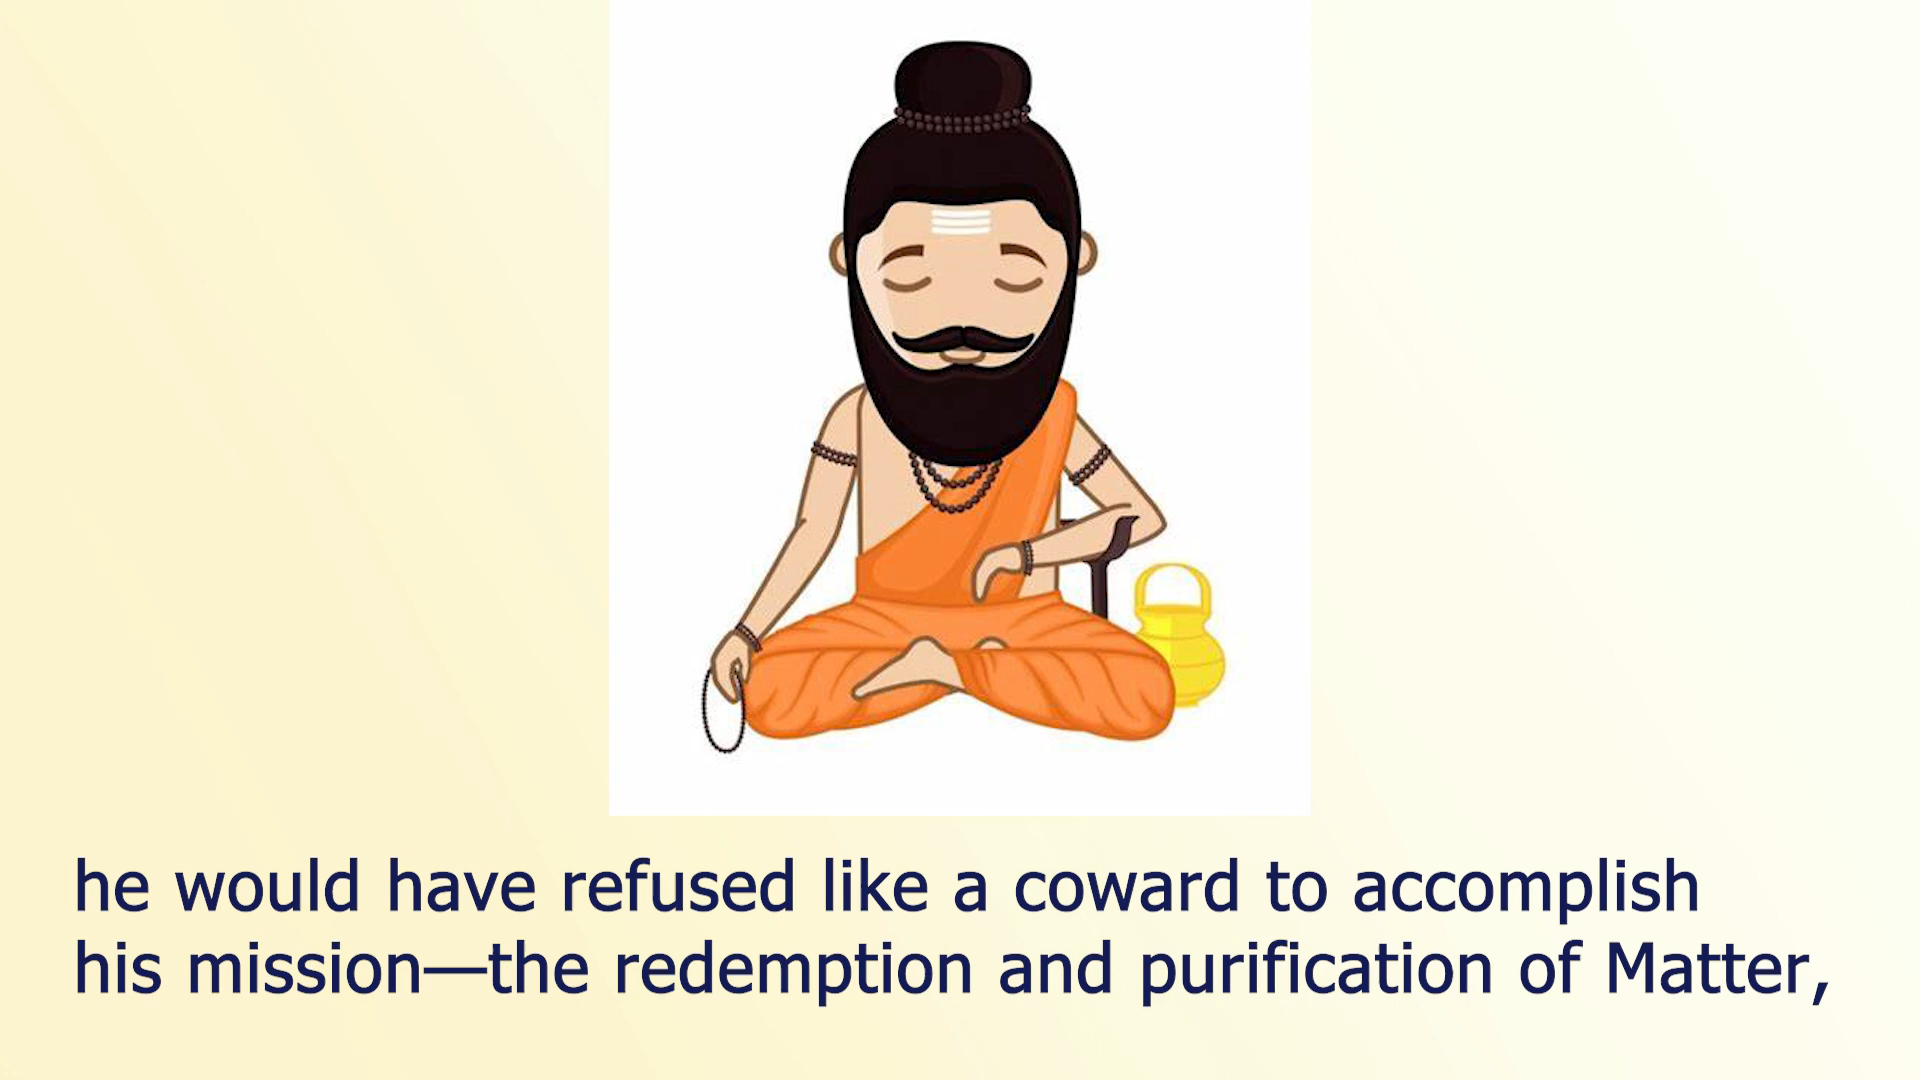 he would have refused like a coward to accomplish
his mission—the redemption and purification of Matter,